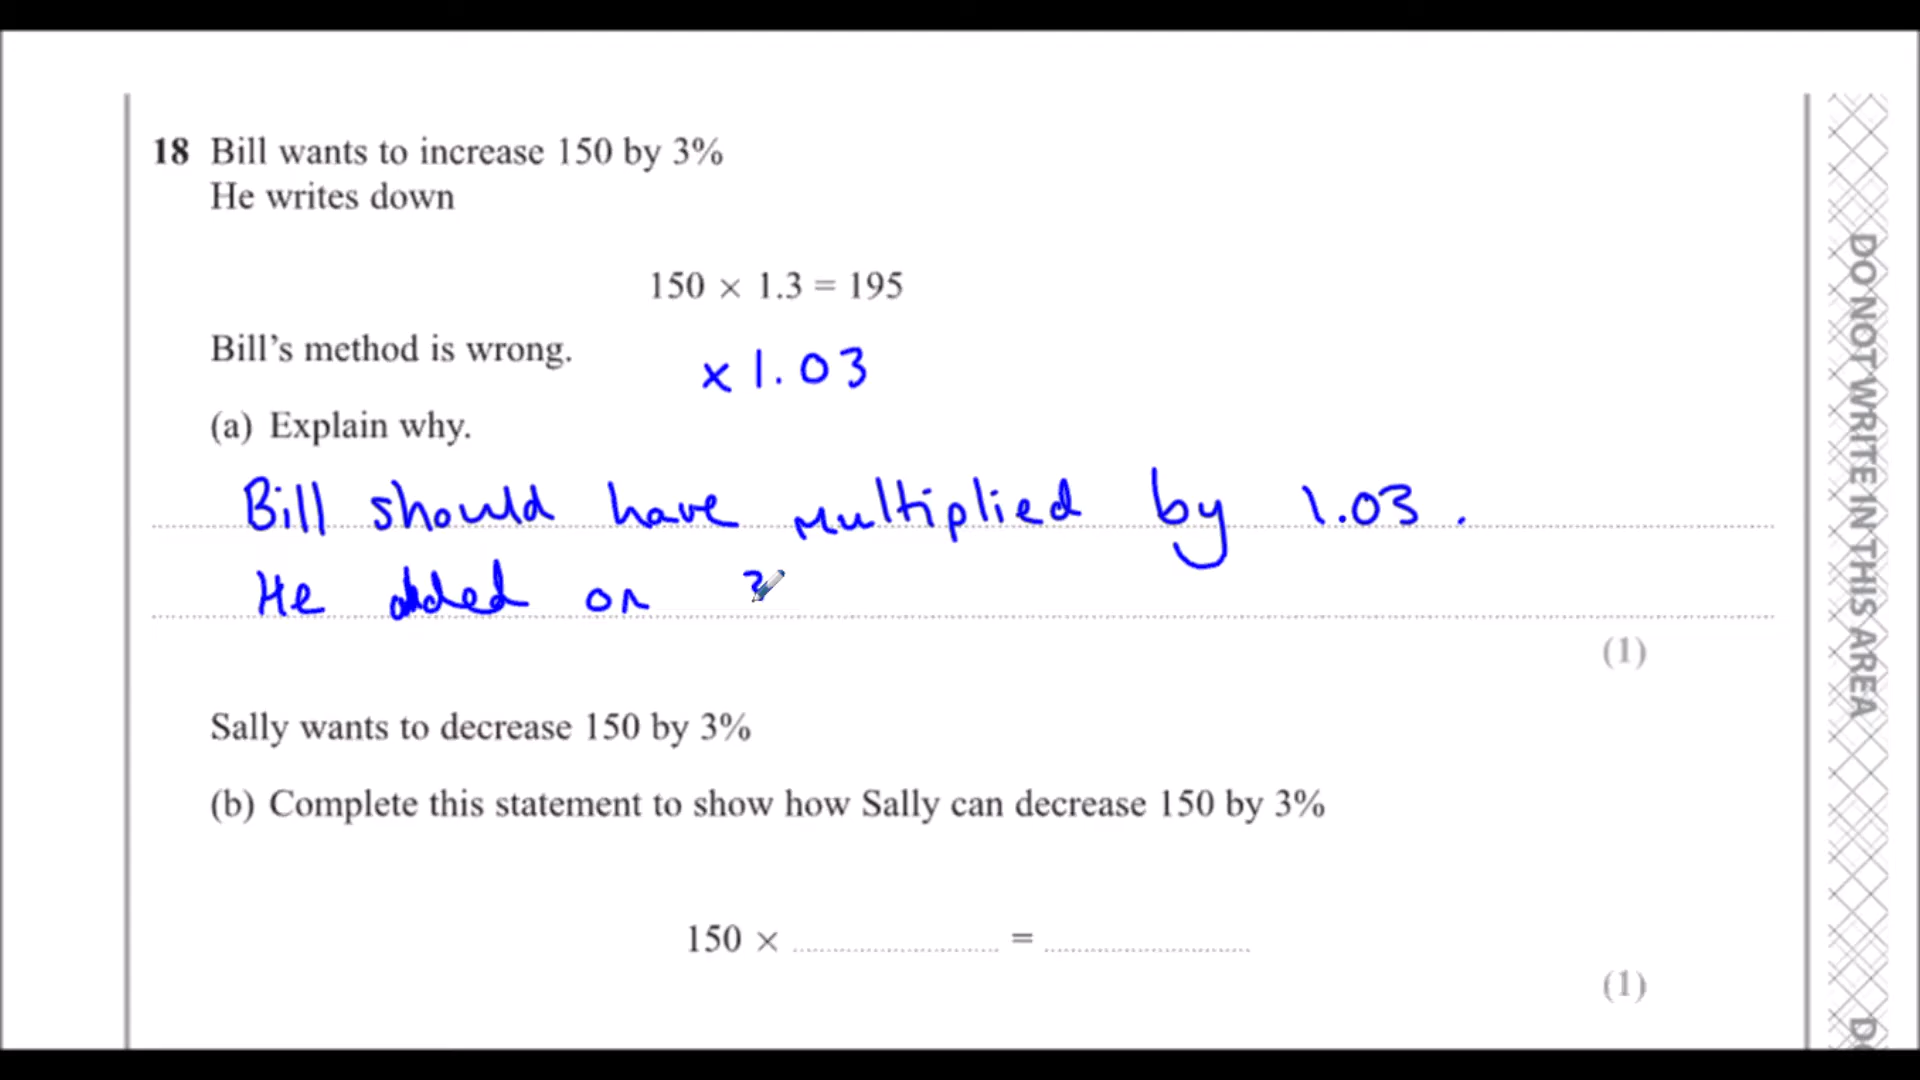 18 Bill wants to increase 150 by 3%
He writes down
150 × 1.3 = 195
Bill's method is wrong.
× 1.03
(a) Explain why.
Bill should have multiplied by 1.03.
He added on 3
(1)
Sally wants to decrease 150 by 3%
(b) Complete this statement to show how Sally can decrease 150 by 3%
150 × .................... = ....................
(1)
DO NOT WRITE IN THIS AREA